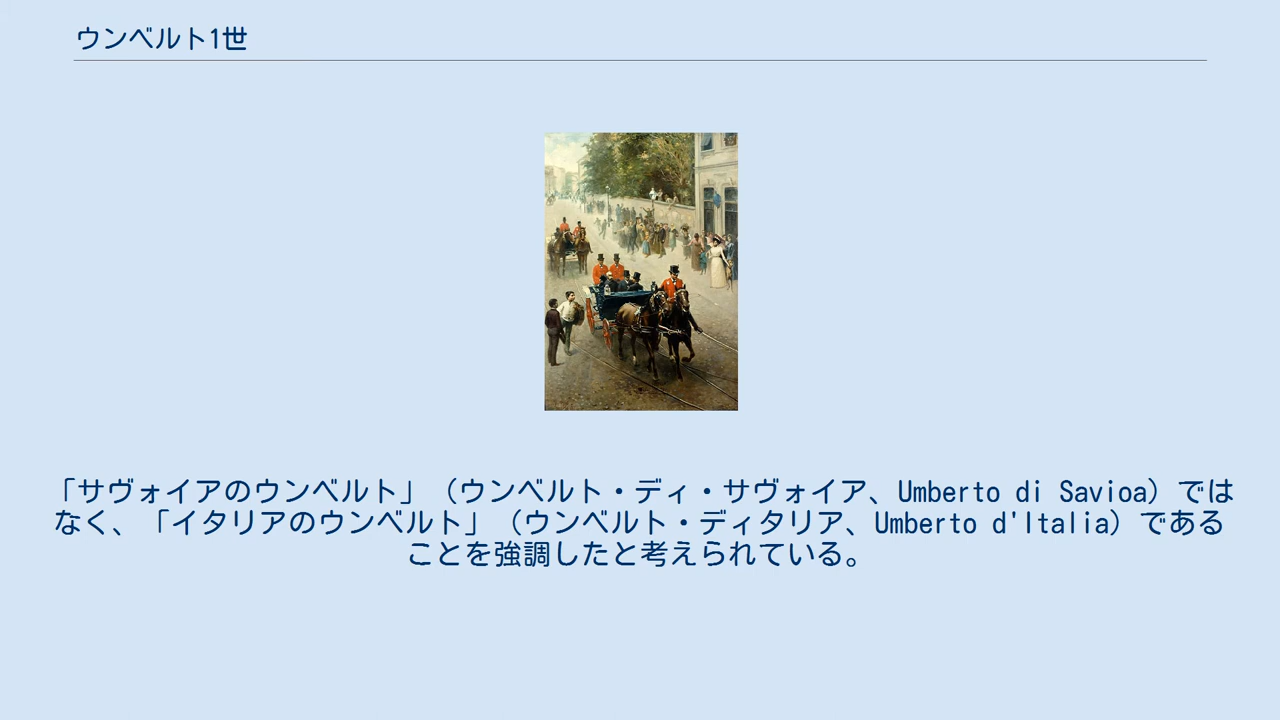 ウンベルト1世
「サヴォイアのウンベルト」（ウンベルト・ディ・サヴォイア、Umberto di Savioa）では
なく、「イタリアのウンベルト」（ウンベルト・ディタリア、Umberto d'Italia）である
ことを強調したと考えられている。